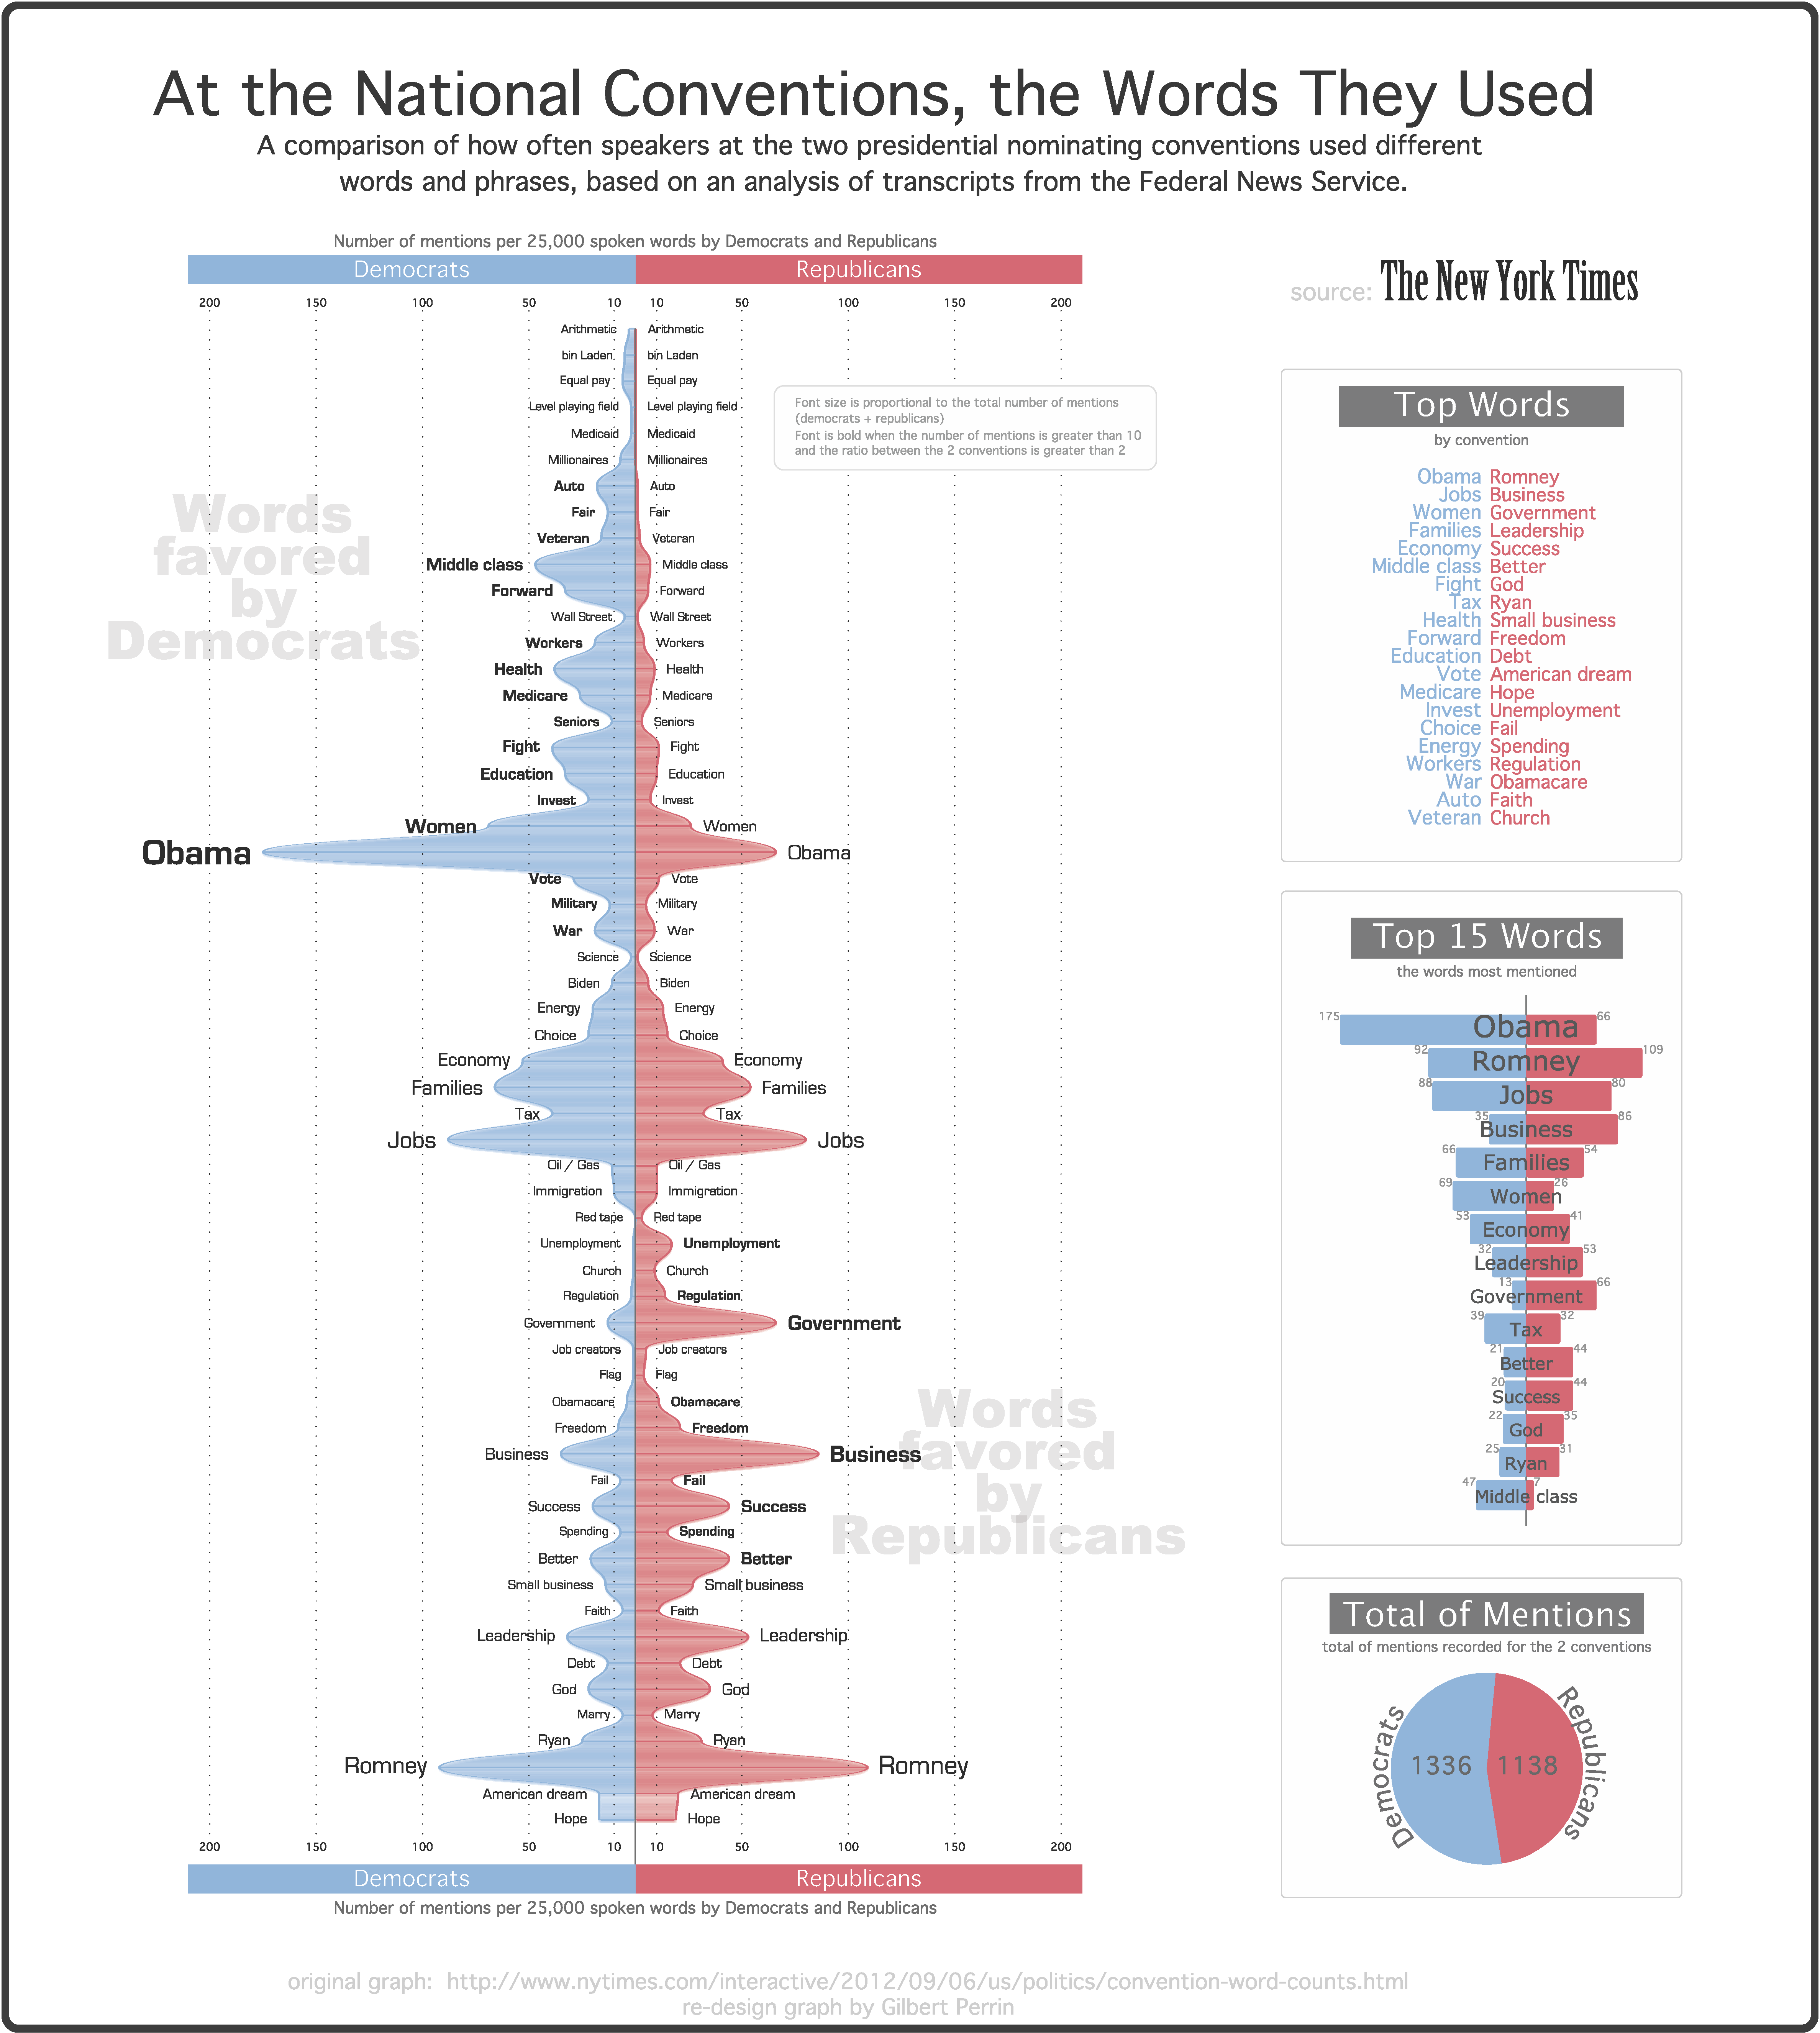 At the National Conventions, the Words They Used
A comparison of how often speakers at the two presidential nominating conventions used different
words and phrases, based on an analysis of transcripts from the Federal News Service.
Number of mentions per 25,000 spoken words by Democrats and Republicans
Democrats Republicans
200 150 100 50 10 10 50 100 150 200
Arithmetic Arithmetic
bin Laden bin Laden
Equal pay Equal pay
Level playing field Level playing field
Medicaid Medicaid
Millionaires Millionaires
Auto Auto
Fair Fair
Veteran Veteran
Middle class Middle class
Forward Forward
Wall Street Wall Street
Workers Workers
Health Health
Medicare Medicare
Seniors Seniors
Fight Fight
Education Education
Invest Invest
Women Women
Obama Obama
Vote Vote
Military Military
War War
Science Science
Biden Biden
Energy Energy
Choice Choice
Economy Economy
Families Families
Tax Tax
Jobs Jobs
Oil / Gas Oil / Gas
Immigration Immigration
Red tape Red tape
Unemployment Unemployment
Church Church
Regulation Regulation
Government Government
Job creators Job creators
Flag Flag
Obamacare Obamacare
Freedom Freedom
Business Business
Fail Fail
Success Success
Spending Spending
Better Better
Small business Small business
Faith Faith
Leadership Leadership
Debt Debt
God God
Marry Marry
Ryan Ryan
Romney Romney
American dream American dream
Hope Hope
200 150 100 50 10 10 50 100 150 200
Democrats Republicans
Number of mentions per 25,000 spoken words by Democrats and Republicans
Words
favored
by
Democrats
Font size is proportional to the total number of mentions
(democrats + republicans)
Font is bold when the number of mentions is greater than 10
and the ratio between the 2 conventions is greater than 2
Words
favored
by
Republicans
source: The New York Times
Top Words
by convention
Obama Romney
Jobs Business
Women Government
Families Leadership
Economy Success
Middle class Better
Fight God
Tax Ryan
Health Small business
Forward Freedom
Education Debt
Vote American dream
Medicare Hope
Invest Unemployment
Choice Fail
Energy Spending
Workers Regulation
War Obamacare
Auto Faith
Veteran Church
Top 15 Words
the words most mentioned
175 Obama 66
92 Romney 109
88 Jobs 80
35 Business 86
66 Families 54
69 Women 26
53 Economy 41
32 Leadership 53
13 Government 66
39 Tax 32
21 Better 44
20 Success 44
22 God 35
25 Ryan 31
47 Middle class 7
Total of Mentions
total of mentions recorded for the 2 conventions
Democrats 1336 1138 Republicans
original graph: http://www.nytimes.com/interactive/2012/09/06/us/politics/convention-word-counts.html
re-design graph by Gilbert Perrin